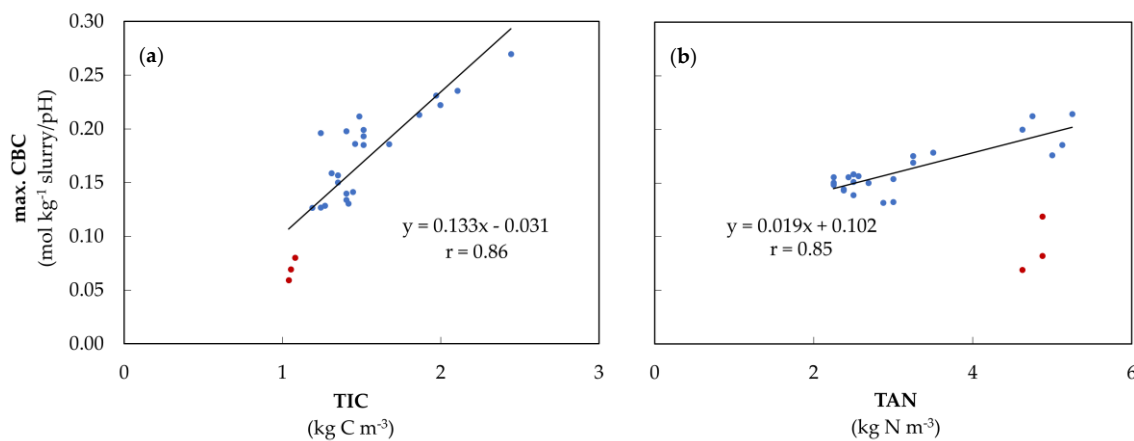 0.30
0.25
0.20
0.15
0.10
0.05
0.00
max. CBC
(mol kg⁻¹ slurry/pH)
(a)
y = 0.133x - 0.031
r = 0.86
0 1 2 3
TIC
(kg C m⁻³)
(b)
y = 0.019x + 0.102
r = 0.85
0 2 4 6
TAN
(kg N m⁻³)